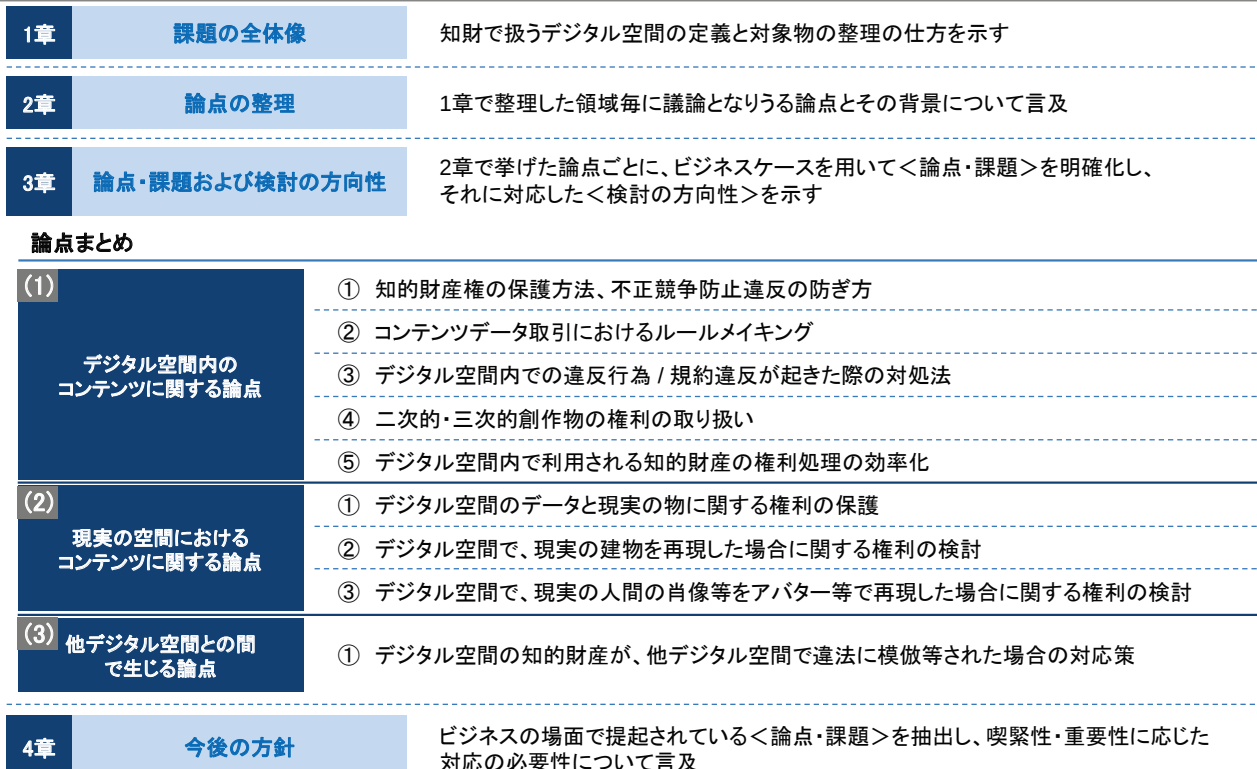 1章
課題の全体像
知財で扱うデジタル空間の定義と対象物の整理の仕方を示す
2章
論点の整理
1章で整理した領域毎に議論となりうる論点とその背景について言及
3章
論点・課題および検討の方向性
2章で挙げた論点ごとに、ビジネスケースを用いて＜論点・課題＞を明確化し、
それに対応した＜検討の方向性＞を示す
論点まとめ
(1)
デジタル空間内の
コンテンツに関する論点
① 知的財産権の保護方法、不正競争防止違反の防ぎ方
② コンテンツデータ取引におけるルールメイキング
③ デジタル空間内での違反行為 / 規約違反が起きた際の対処法
④ 二次的・三次的創作物の権利の取り扱い
⑤ デジタル空間内で利用される知的財産の権利処理の効率化
(2)
現実の空間における
コンテンツに関する論点
① デジタル空間のデータと現実の物に関する権利の保護
② デジタル空間で、現実の建物を再現した場合に関する権利の検討
③ デジタル空間で、現実の人間の肖像等をアバター等で再現した場合に関する権利の検討
(3)
他デジタル空間との間
で生じる論点
① デジタル空間の知的財産が、他デジタル空間で違法に模倣等された場合の対応策
4章
今後の方針
ビジネスの場面で提起されている＜論点・課題＞を抽出し、喫緊性・重要性に応じた
対応の必要性について言及